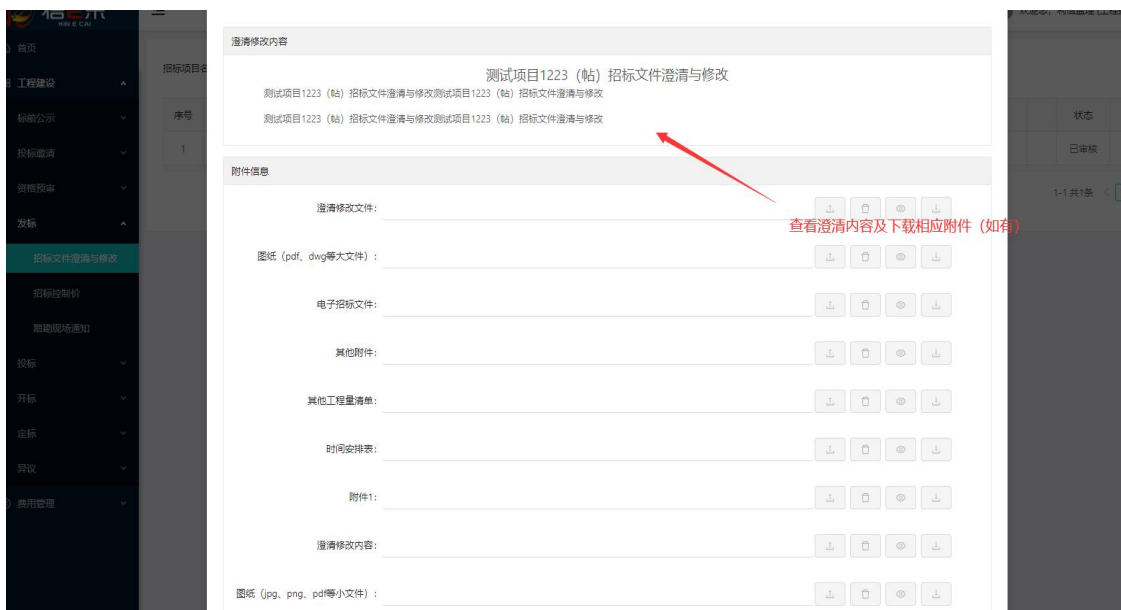 XIN E CAI
首页
工程建设
标前公示
投标邀请
资格预审
发标
招标文件澄清与修改
招标控制价
踏勘现场通知
投标
开标
定标
异议
费用管理
招标项目名
序号
1
状态
已审核
1-1 共1条
澄清修改内容
测试项目1223（帖）招标文件澄清与修改
测试项目1223（帖）招标文件澄清与修改测试项目1223（帖）招标文件澄清与修改
测试项目1223（帖）招标文件澄清与修改测试项目1223（帖）招标文件澄清与修改
附件信息
澄清修改文件:
查看澄清内容及下载相应附件（如有）
图纸（pdf、dwg等大文件）:
电子招标文件:
其他附件:
其他工程量清单:
时间安排表:
附件1:
澄清修改内容:
图纸（jpg、png、pdf等小文件）: